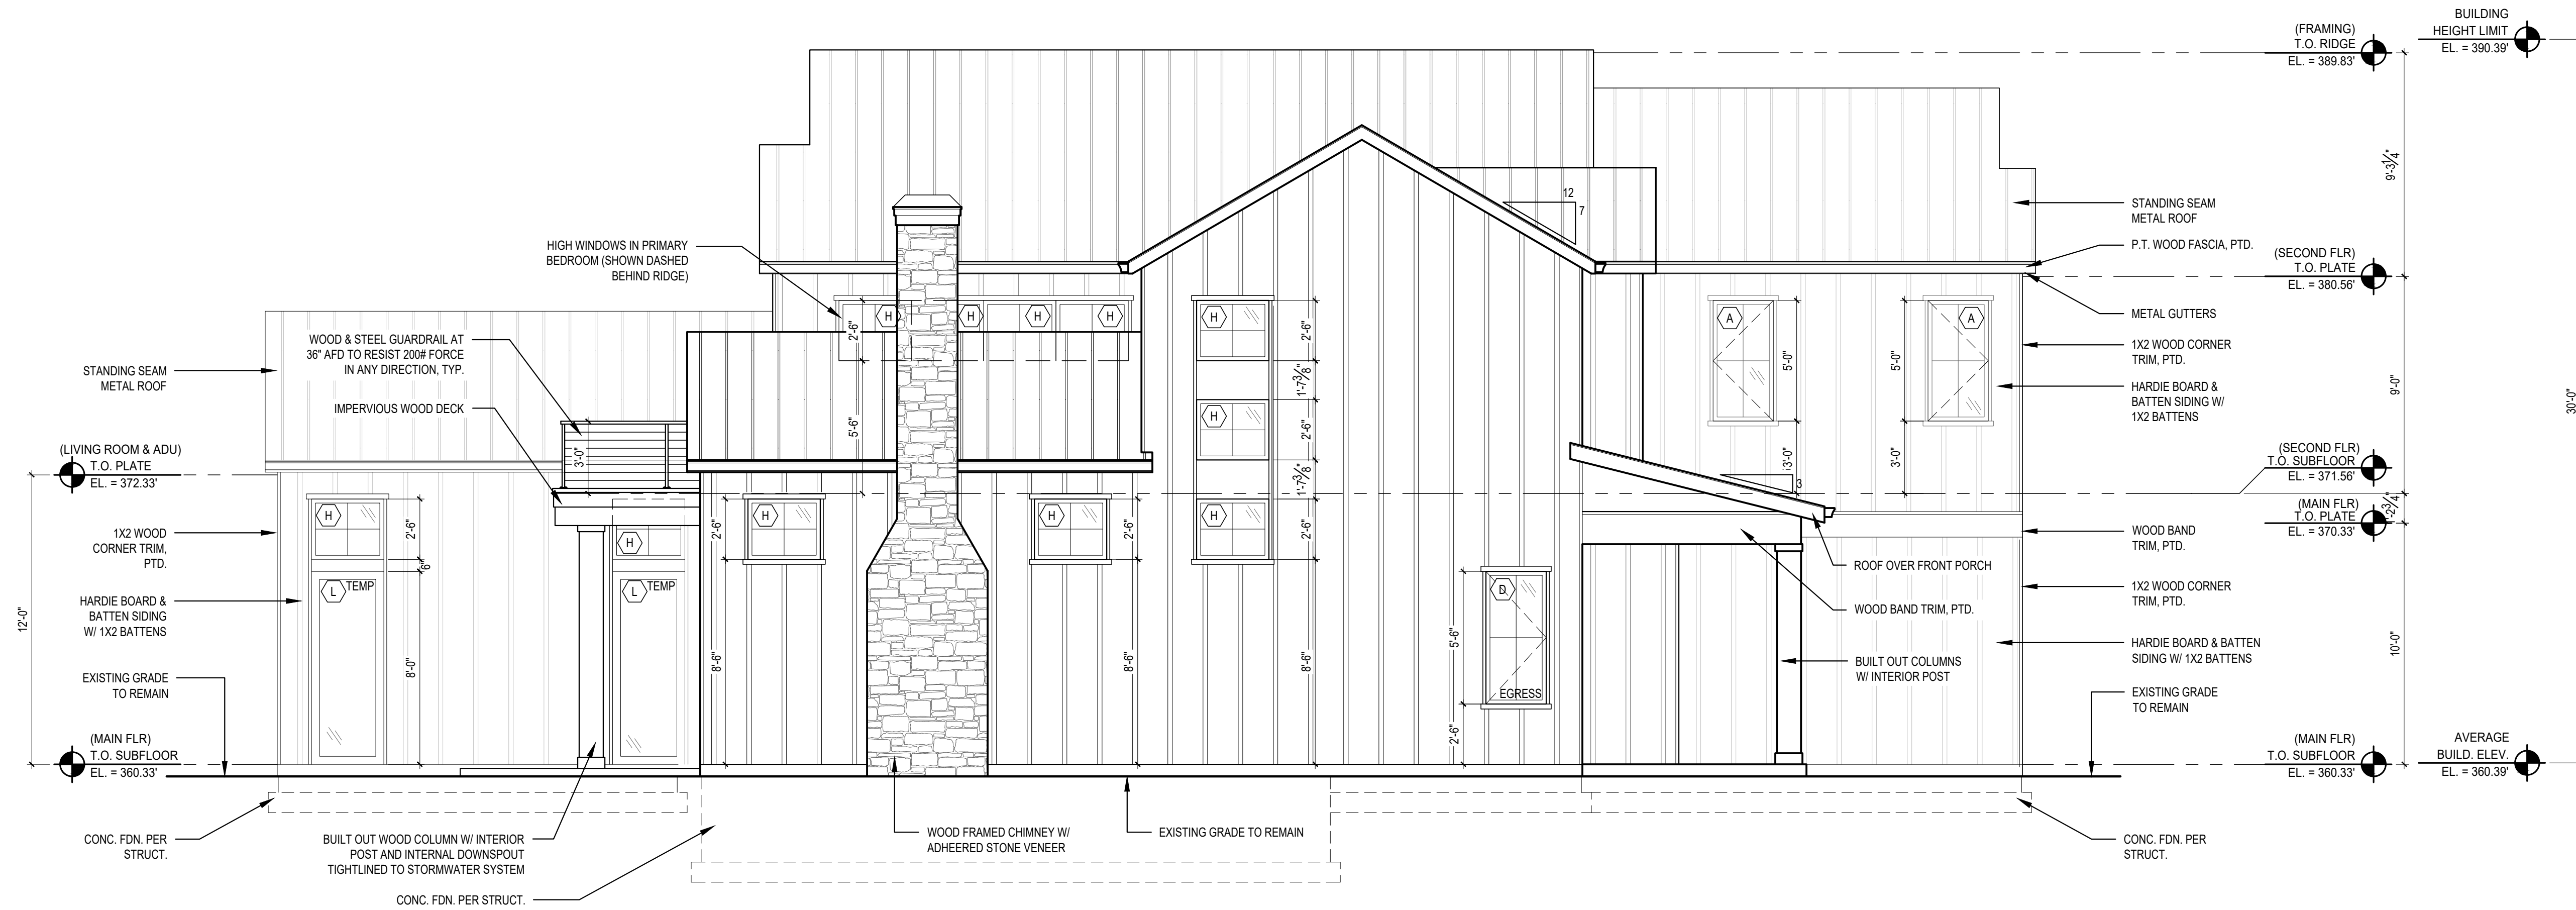 BUILDING
HEIGHT LIMIT
EL. = 390.39'
(FRAMING)
T.O. RIDGE
EL. = 389.83'
9'-3 1/4"
12
7
STANDING SEAM
METAL ROOF
P.T. WOOD FASCIA, PTD.
(SECOND FLR)
T.O. PLATE
EL. = 380.56'
METAL GUTTERS
1X2 WOOD CORNER
TRIM, PTD.
HARDIE BOARD &
BATTEN SIDING W/
1X2 BATTENS
9'-0"
30'-0"
(SECOND FLR)
T.O. SUBFLOOR
EL. = 371.56'
(MAIN FLR)
T.O. PLATE
EL. = 370.33'
1'-2 3/4"
WOOD BAND
TRIM, PTD.
1X2 WOOD CORNER
TRIM, PTD.
HARDIE BOARD & BATTEN
SIDING W/ 1X2 BATTENS
10'-0"
EXISTING GRADE
TO REMAIN
(MAIN FLR)
T.O. SUBFLOOR
EL. = 360.33'
AVERAGE
BUILD. ELEV.
EL. = 360.39'
CONC. FDN. PER
STRUCT.
HIGH WINDOWS IN PRIMARY
BEDROOM (SHOWN DASHED
BEHIND RIDGE)
WOOD & STEEL GUARDRAIL AT
36" AFD TO RESIST 200# FORCE
IN ANY DIRECTION, TYP.
STANDING SEAM
METAL ROOF
IMPERVIOUS WOOD DECK
(LIVING ROOM & ADU)
T.O. PLATE
EL. = 372.33'
1X2 WOOD
CORNER TRIM,
PTD.
HARDIE BOARD &
BATTEN SIDING
W/ 1X2 BATTENS
12'-0"
EXISTING GRADE
TO REMAIN
(MAIN FLR)
T.O. SUBFLOOR
EL. = 360.33'
CONC. FDN. PER
STRUCT.
BUILT OUT WOOD COLUMN W/ INTERIOR
POST AND INTERNAL DOWNSPOUT
TIGHTLINED TO STORMWATER SYSTEM
CONC. FDN. PER STRUCT.
WOOD FRAMED CHIMNEY W/
ADHEERED STONE VENEER
EXISTING GRADE TO REMAIN
H
H
H
H
2'-6"
5'-6"
3'-0"
H
2'-6"
6"
L TEMP
8'-0"
H
L TEMP
H
2'-6"
8'-6"
H
2'-6"
8'-6"
H
2'-6"
1'-7 3/8"
H
2'-6"
1'-7 3/8"
H
2'-6"
8'-6"
D
EGRESS
5'-6"
2'-6"
A
5'-0"
3'-0"
A
5'-0"
3'-0"
3
ROOF OVER FRONT PORCH
WOOD BAND TRIM, PTD.
BUILT OUT COLUMNS
W/ INTERIOR POST